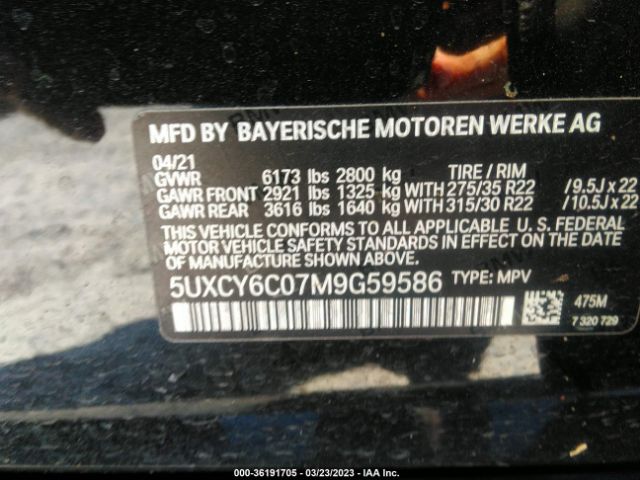 MFD BY BAYERISCHE MOTOREN WERKE AG
04/21
GVWR 6173 lbs 2800 kg TIRE / RIM
GAWR FRONT 2921 lbs 1325 kg WITH 275/35 R22 / 9.5J x 22
GAWR REAR 3616 lbs 1640 kg WITH 315/30 R22 / 10.5J x 22
THIS VEHICLE CONFORMS TO ALL APPLICABLE U. S. FEDERAL
MOTOR VEHICLE SAFETY STANDARDS IN EFFECT ON THE DATE
OF MANUFACTURE SHOWN ABOVE.
5UXCY6C07M9G59586 TYPE: MPV
475M
7 320 729
000-36191705 — 03/23/2023 — IAA Inc.